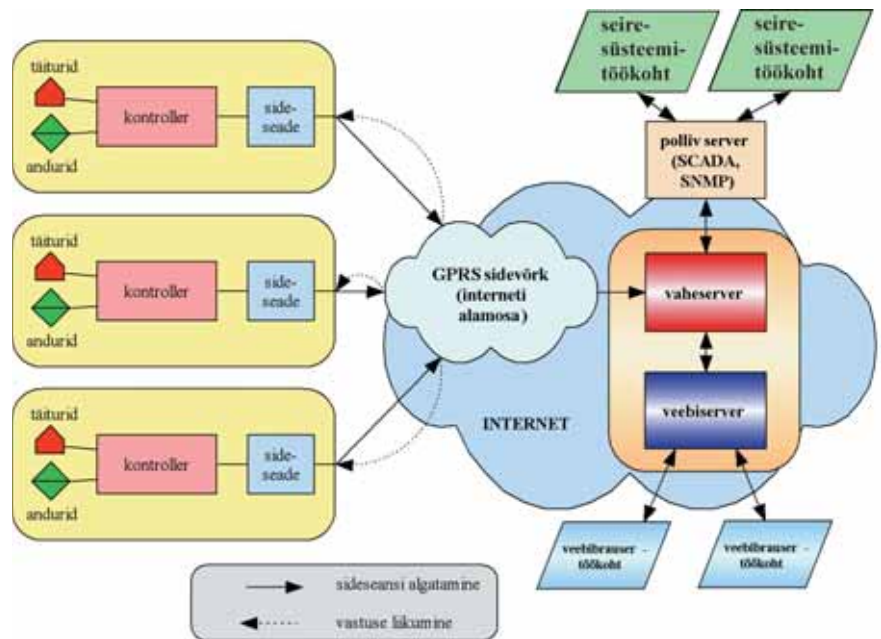 täiturid
kontroller
side-
seade
andurid
täiturid
kontroller
side-
seade
andurid
täiturid
kontroller
side-
seade
andurid
GPRS sidevõrk
(interneti
alamosa)
INTERNET
seire-
süsteemi-
töökoht
seire-
süsteemi-
töökoht
polliv server
(SCADA,
SNMP)
vaheserver
veebiserver
veebibrauser -
töökoht
veebibrauser -
töökoht
sideseansi algatamine
vastuse liikumine